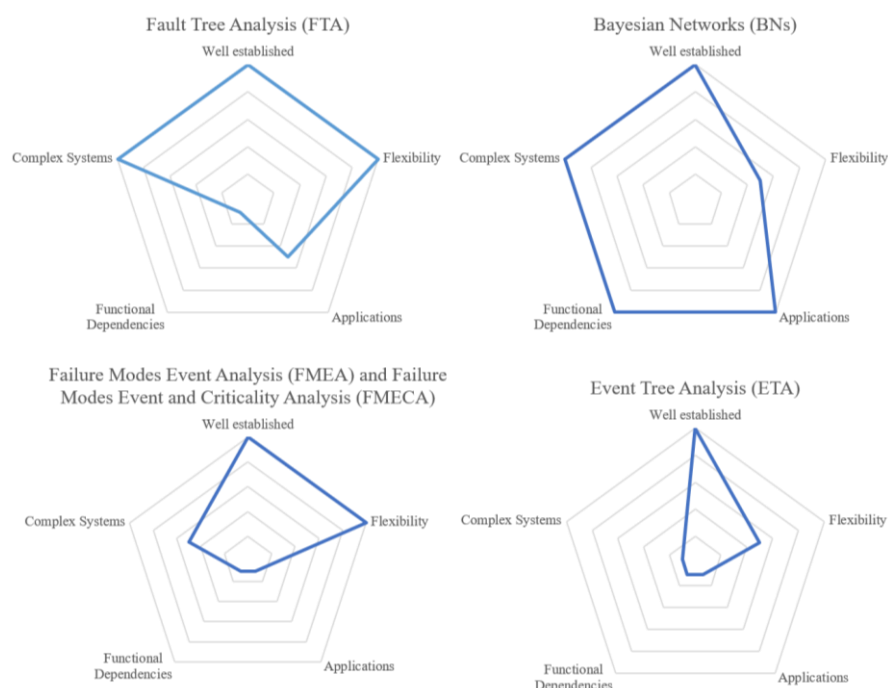 Fault Tree Analysis (FTA)
Well established
Complex Systems
Flexibility
Functional
Dependencies
Applications
Bayesian Networks (BNs)
Well established
Complex Systems
Flexibility
Functional
Dependencies
Applications
Failure Modes Event Analysis (FMEA) and Failure
Modes Event and Criticality Analysis (FMECA)
Well established
Complex Systems
Flexibility
Functional
Dependencies
Applications
Event Tree Analysis (ETA)
Well established
Complex Systems
Flexibility
Functional
Dependencies
Applications